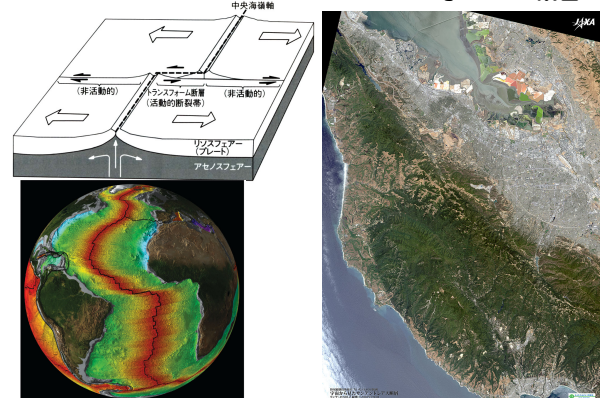 中央海嶺軸
JAXA
(非活動的)
トランスフォーム断層
(活動的断裂帯)
(非活動的)
リソスフェアー
(プレート)
アセノスフェアー